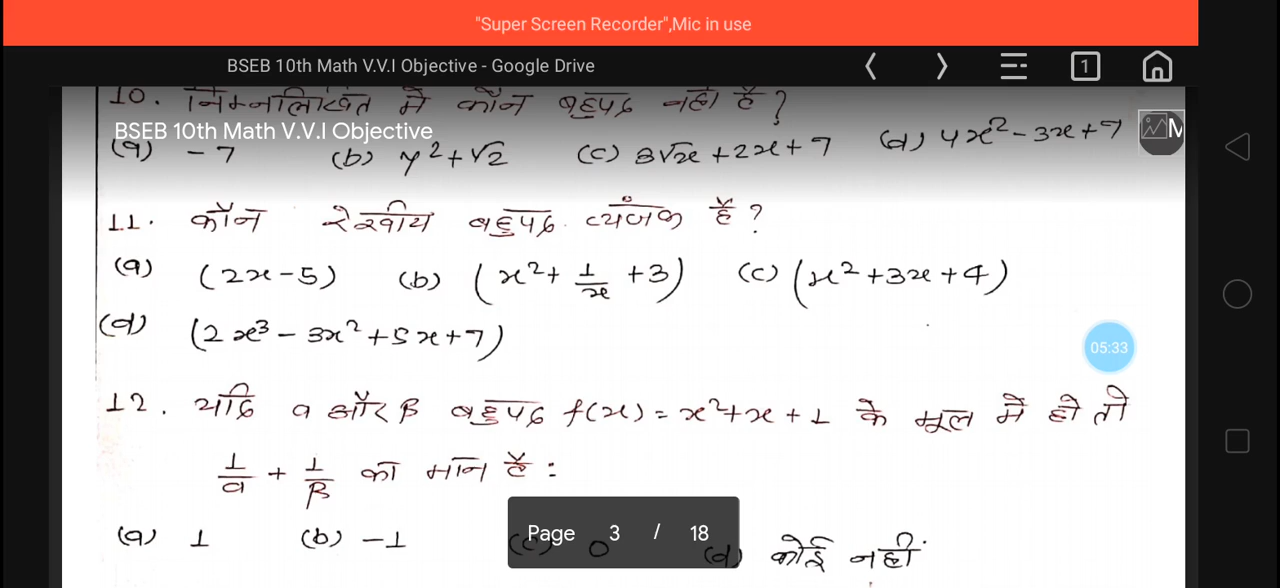 "Super Screen Recorder",Mic in use
BSEB 10th Math V.V.I Objective - Google Drive
1
10. निम्नलिखित में कौन बहुपद नहीं है?
BSEB 10th Math V.V.I Objective
M
(a) -7 (b) y²+√2 (c) 3√x +2x+7 (d) 4x²-3x+7
11. कौन रेखीय बहुपद व्यंजक है?
(a) (2x-5) (b) (x²+ 1/x +3) (c) (x²+3x+4)
(d) (2x³-3x²+5x+7)
05:33
12. यदि a और β बहुपद f(x)=x²+x+1 के मूल में हो तो
1/a + 1/β का मान है:
Page 3 / 18
(a) 1 (b) -1 (c) 0 (d) कोई नहीं